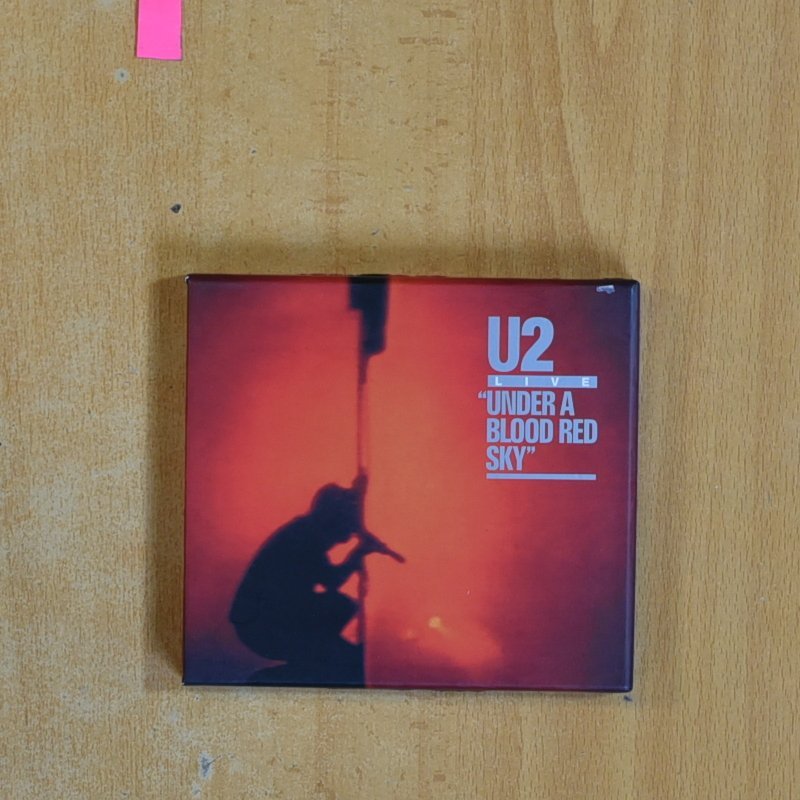 U2
LIVE
“UNDER A
BLOOD RED
SKY”